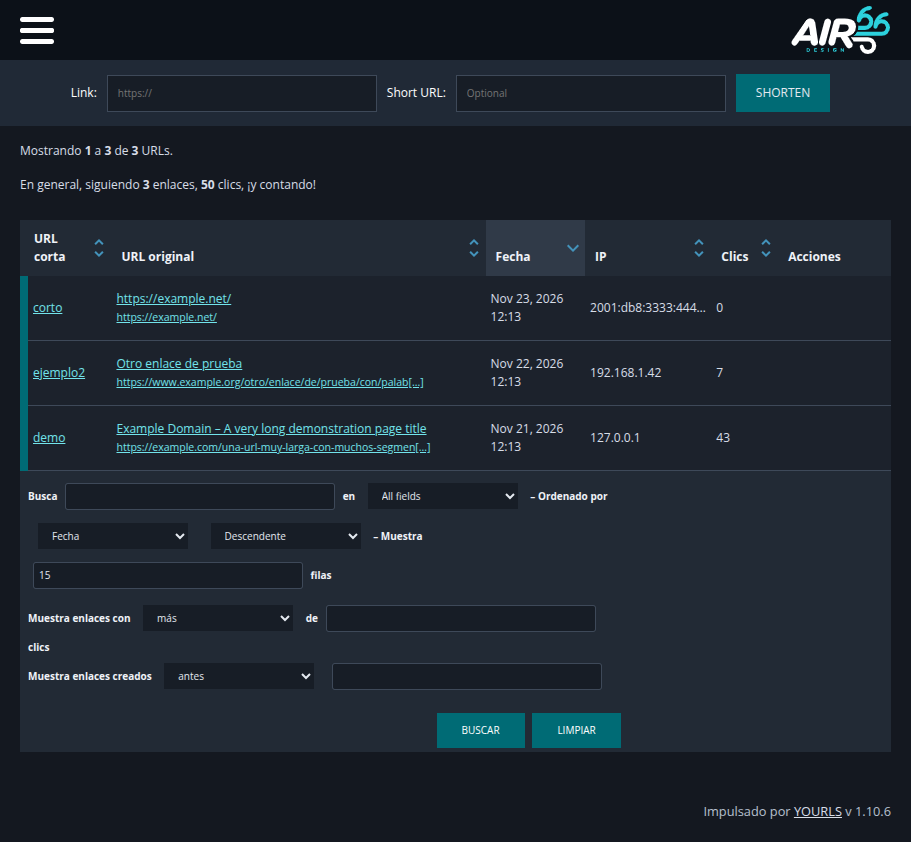 AIR66
DESIGN
Link: https:// Short URL: Optional SHORTEN
Mostrando 1 a 3 de 3 URLs.
En general, siguiendo 3 enlaces, 50 clics, ¡y contando!
URL corta URL original Fecha IP Clics Acciones
corto https://example.net/ Nov 23, 2026 12:13 2001:db8:3333:444... 0
https://example.net/
ejemplo2 Otro enlace de prueba Nov 22, 2026 12:13 192.168.1.42 7
https://www.example.org/otro/enlace/de/prueba/con/palab[...]
demo Example Domain – A very long demonstration page title Nov 21, 2026 12:13 127.0.0.1 43
https://example.com/una-url-muy-larga-con-muchos-segmen[...]
Busca en All fields – Ordenado por
Fecha Descendente – Muestra
15 filas
Muestra enlaces con más de
clics
Muestra enlaces creados antes
BUSCAR LIMPIAR
Impulsado por YOURLS v 1.10.6